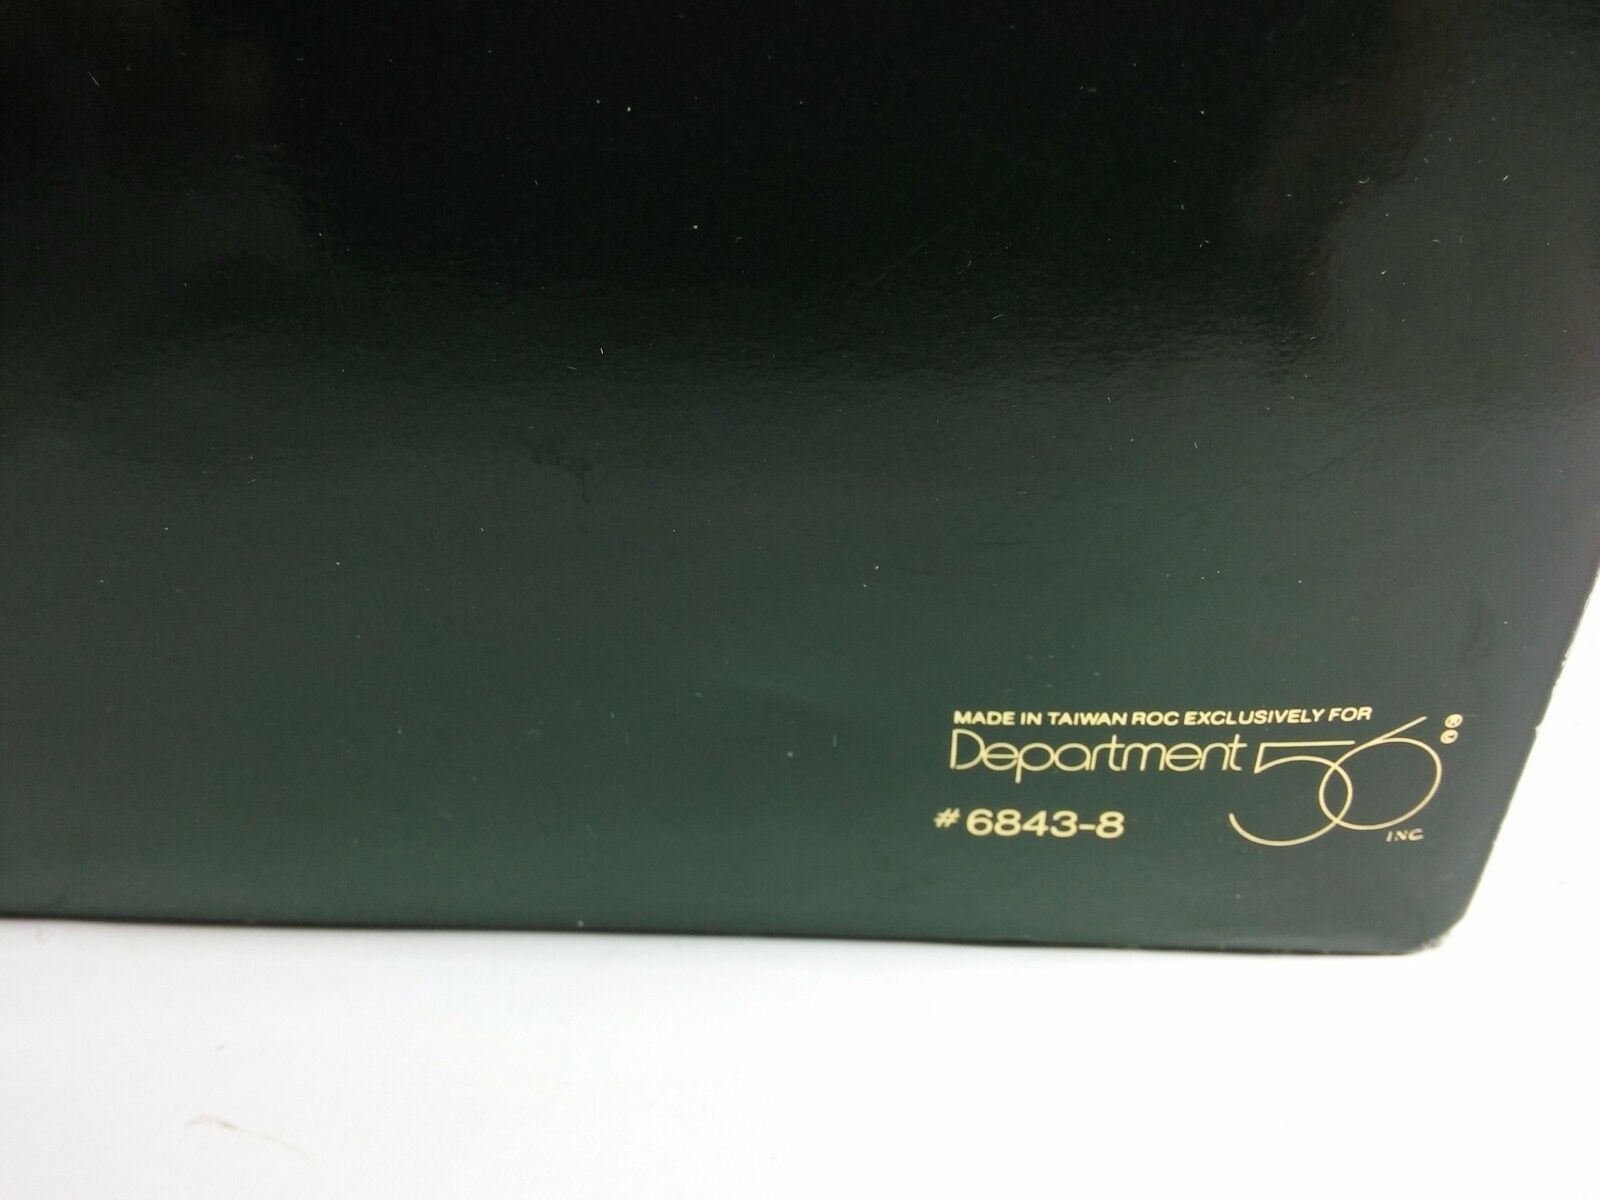 MADE IN TAIWAN ROC EXCLUSIVELY FOR
Department 56 ® ©
INC
# 6843-8